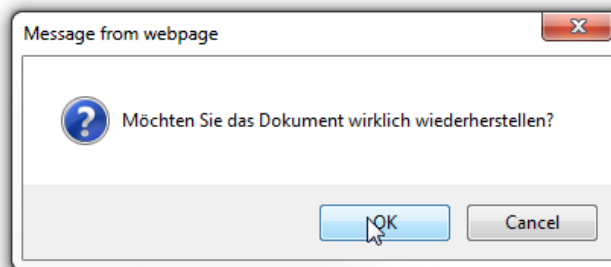 Message from webpage
Möchten Sie das Dokument wirklich wiederherstellen?
OK Cancel